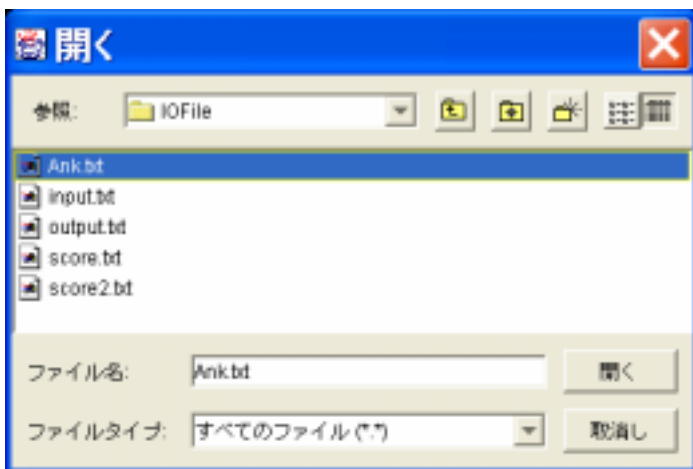 開く
参照: IOFile
Ank.txt
input.txt
output.txt
score.txt
score2.txt
ファイル名: Ank.txt 開く
ファイルタイプ: すべてのファイル (*.*) 取消し